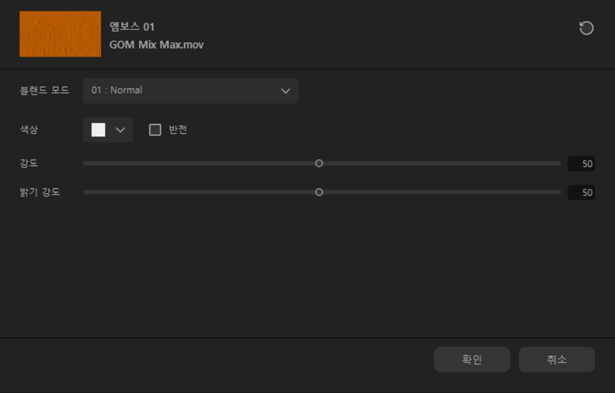 엠보스 01
GOM Mix Max.mov
블랜드 모드
01 : Normal
색상
반전
강도
50
밝기 강도
50
확인
취소